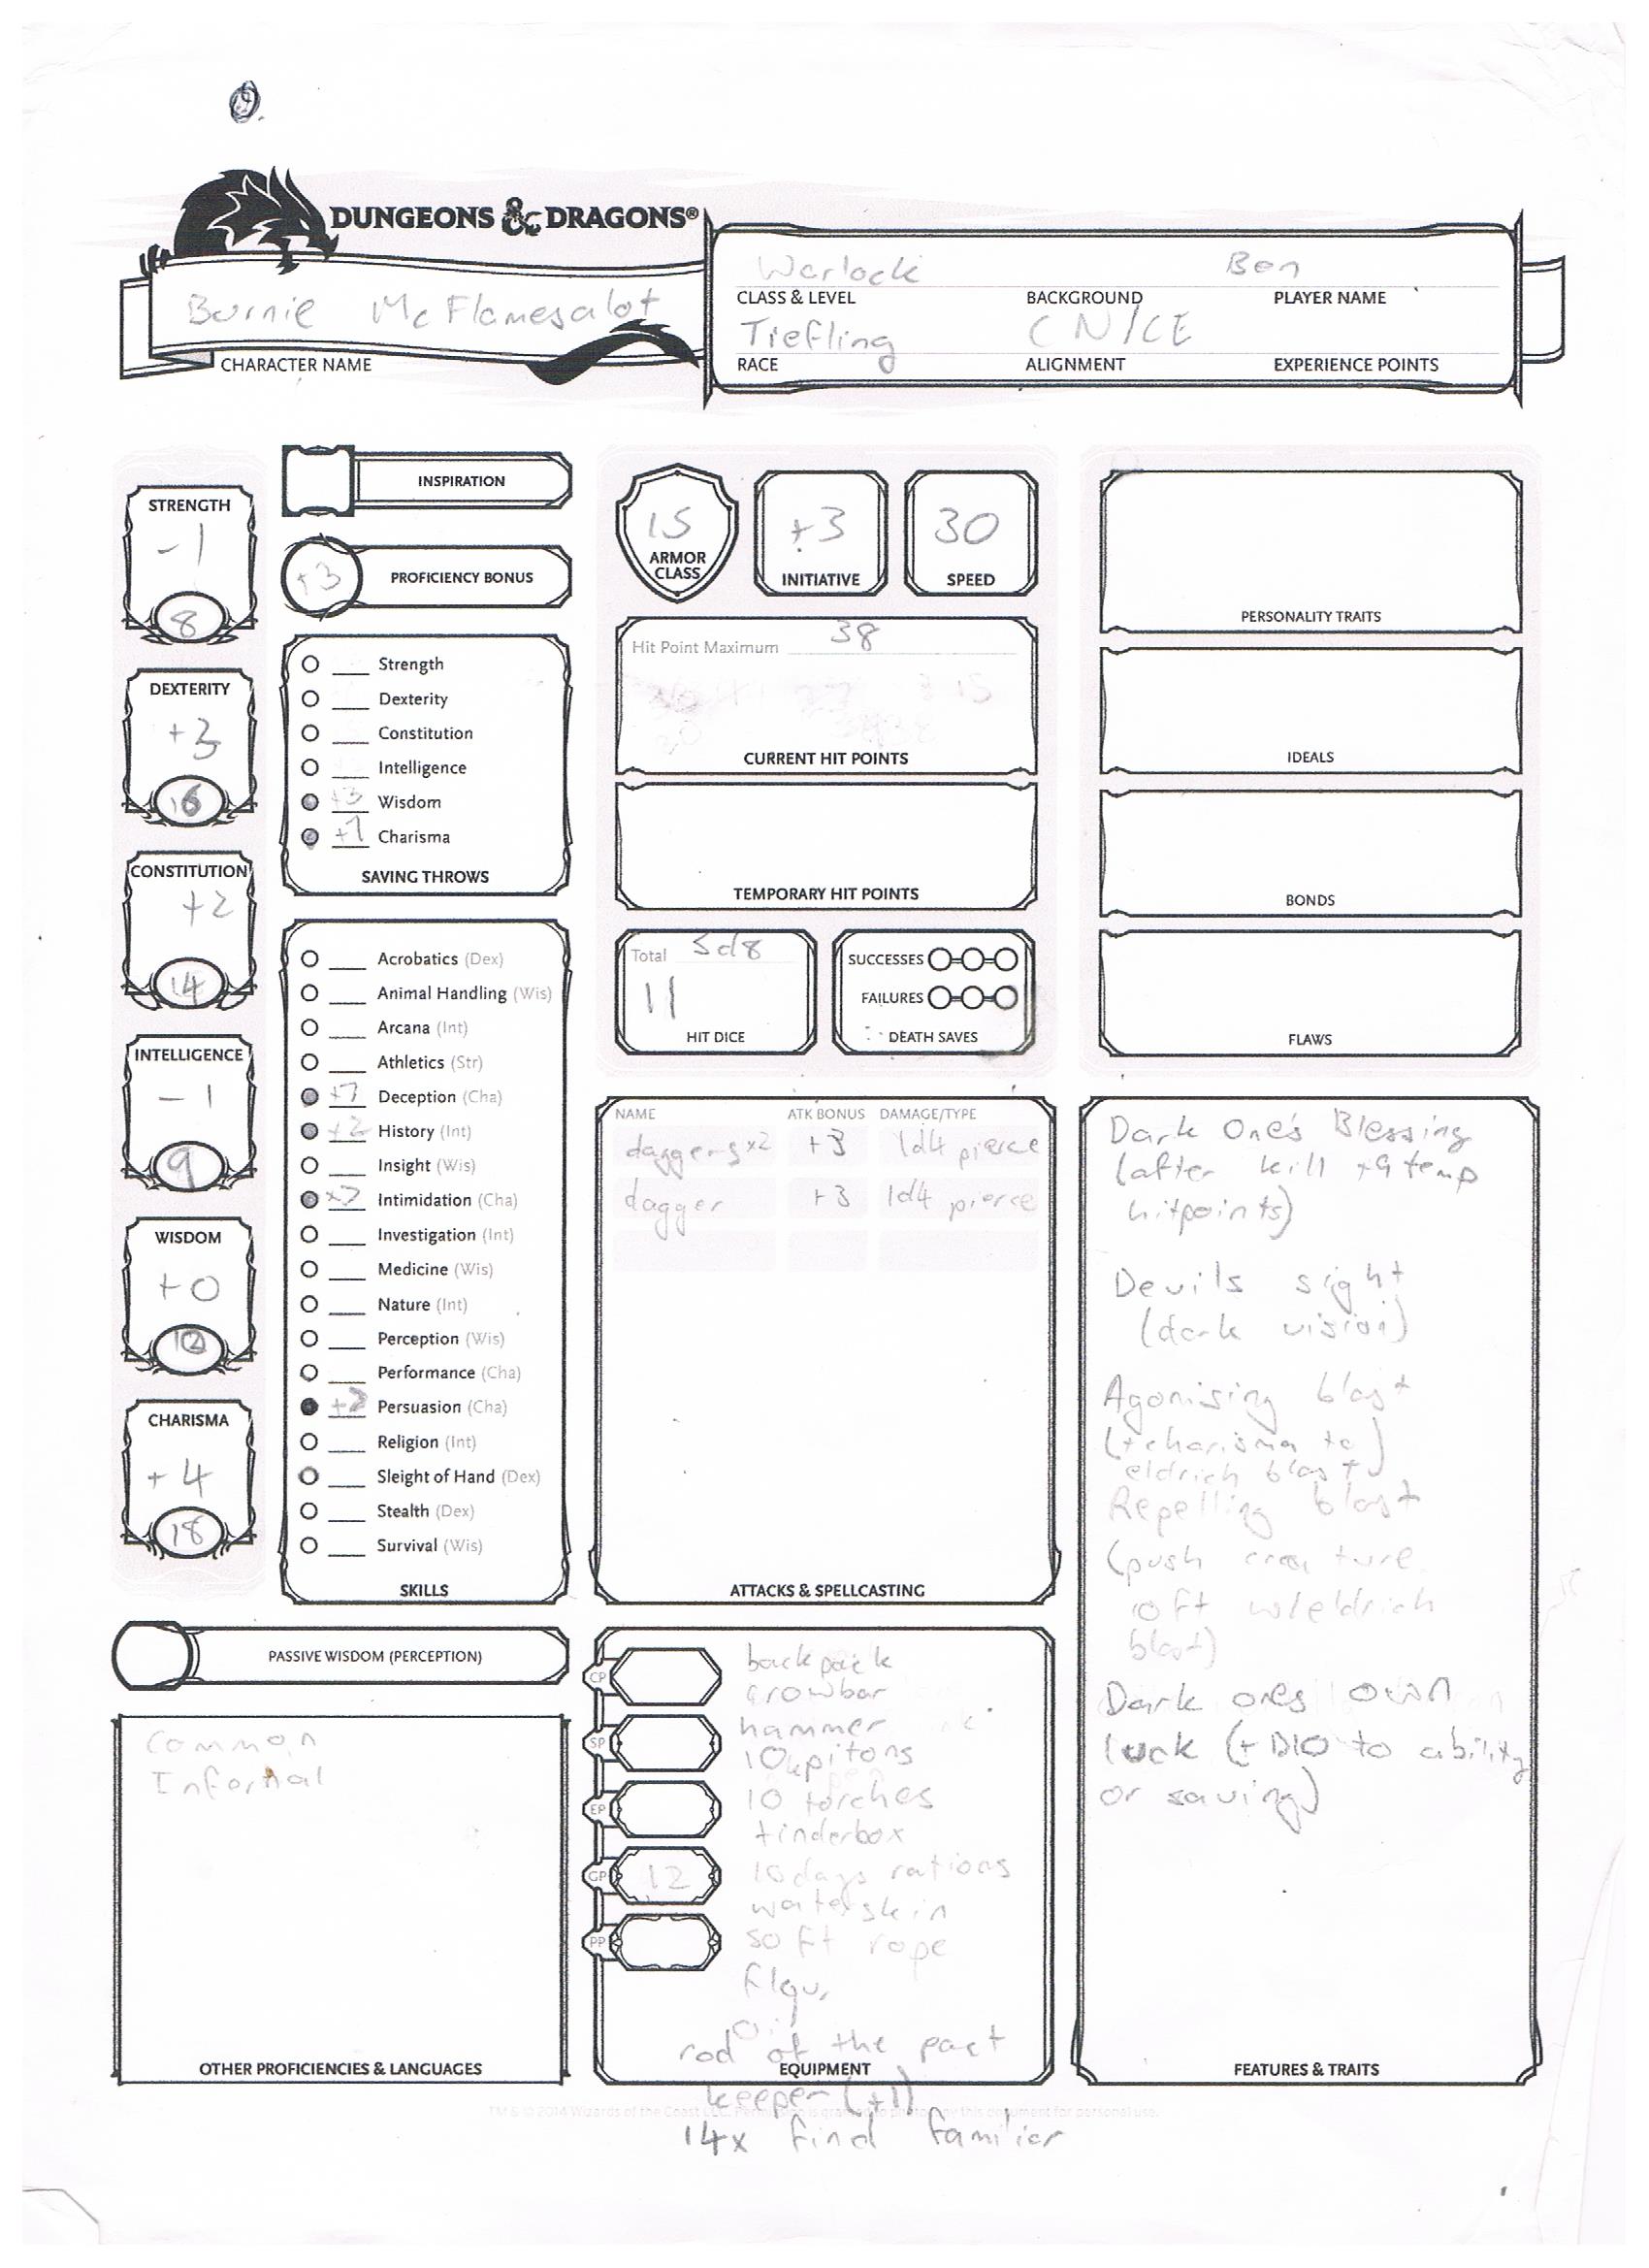 DUNGEONS & DRAGONS®
Burnie McFlamesalot
CHARACTER NAME
Warlock Ben
CLASS & LEVEL BACKGROUND PLAYER NAME
Tiefling CN/CE
RACE ALIGNMENT EXPERIENCE POINTS
STRENGTH
-1
8
DEXTERITY
+3
16
CONSTITUTION
+2
14
INTELLIGENCE
-1
9
WISDOM
+0
10
CHARISMA
+4
18
INSPIRATION
+3 PROFICIENCY BONUS
Strength
Dexterity
Constitution
Intelligence
+3 Wisdom
+7 Charisma
SAVING THROWS
Acrobatics (Dex)
Animal Handling (Wis)
Arcana (Int)
Athletics (Str)
+7 Deception (Cha)
+2 History (Int)
Insight (Wis)
+7 Intimidation (Cha)
Investigation (Int)
Medicine (Wis)
Nature (Int)
Perception (Wis)
Performance (Cha)
Persuasion (Cha)
Religion (Int)
Sleight of Hand (Dex)
Stealth (Dex)
Survival (Wis)
SKILLS
PASSIVE WISDOM (PERCEPTION)
Common
Infernal
OTHER PROFICIENCIES & LANGUAGES
15
ARMOR
CLASS
+3
INITIATIVE
30
SPEED
Hit Point Maximum 38
CURRENT HIT POINTS
TEMPORARY HIT POINTS
Total 5d8
11
HIT DICE
SUCCESSES
FAILURES
DEATH SAVES
NAME ATK BONUS DAMAGE/TYPE
daggers x2 +3 1d4 pierce
dagger +3 1d4 pierce
ATTACKS & SPELLCASTING
CP
SP
EP
GP 12
PP
backpack
crowbar
hammer
10 pitons
10 torches
tinderbox
10 days rations
waterskin
50 ft rope
Oil
rod of the pact
EQUIPMENT
keeper (+1)
TM & © 2014 Wizards of the Coast LLC. Permission is granted to photocopy this document for personal use.
14x find familiar
PERSONALITY TRAITS
IDEALS
BONDS
FLAWS
Dark One's Blessing
(after kill +9 temp
hitpoints)
Devils sight
(dark vision)
Agonising blast
(+charisma to
eldrich blast)
Repelling blast
(push creature
10ft w/eldrich
blast)
Dark ones own
luck (+D10 to ability
or saving)
FEATURES & TRAITS